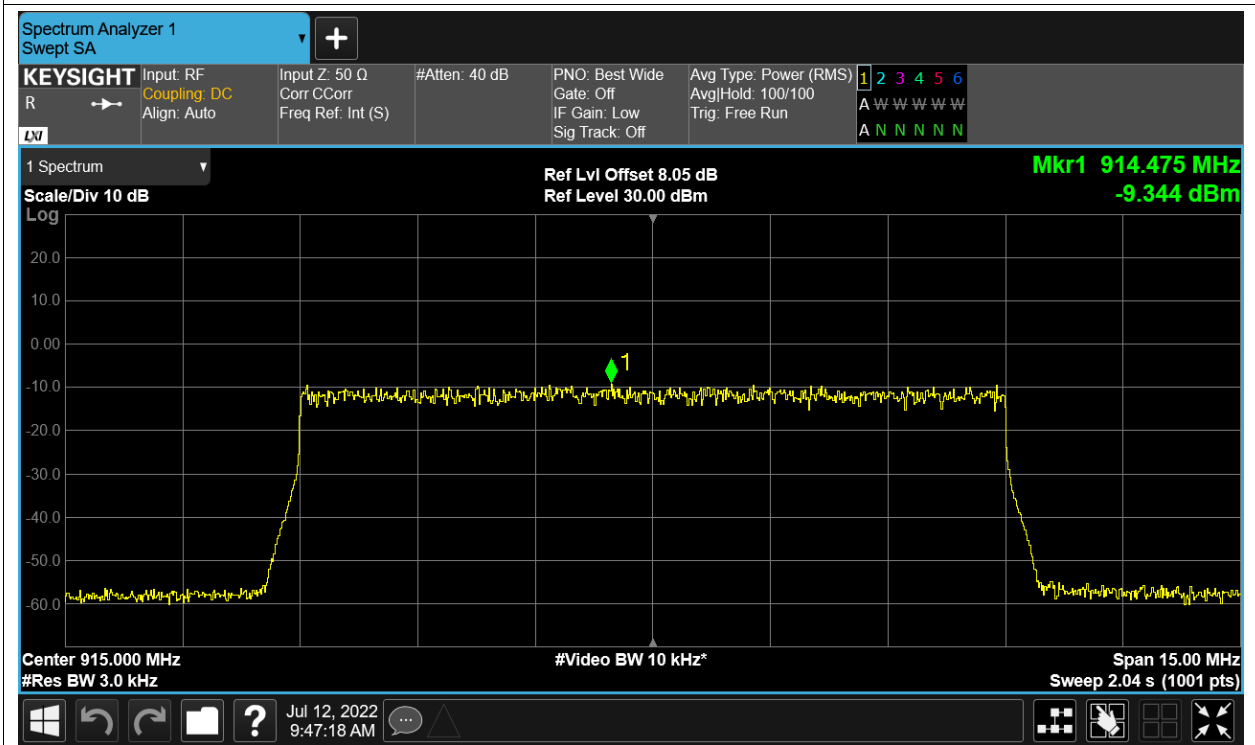 Spectrum Analyzer 1
Swept SA
KEYSIGHT
R
LXI
Input: RF
Coupling: DC
Align: Auto
Input Z: 50 Ω
Corr CCorr
Freq Ref: Int (S)
#Atten: 40 dB
PNO: Best Wide
Gate: Off
IF Gain: Low
Sig Track: Off
Avg Type: Power (RMS)
Avg|Hold: 100/100
Trig: Free Run
1 2 3 4 5 6
A W W W W W
A N N N N N
1 Spectrum
Scale/Div 10 dB
Log
Ref Lvl Offset 8.05 dB
Ref Level 30.00 dBm
Mkr1 914.475 MHz
-9.344 dBm
20.0
10.0
0.00
1
-10.0
-20.0
-30.0
-40.0
-50.0
-60.0
Center 915.000 MHz
#Res BW 3.0 kHz
#Video BW 10 kHz*
Span 15.00 MHz
Sweep 2.04 s (1001 pts)
?
Jul 12, 2022
9:47:18 AM